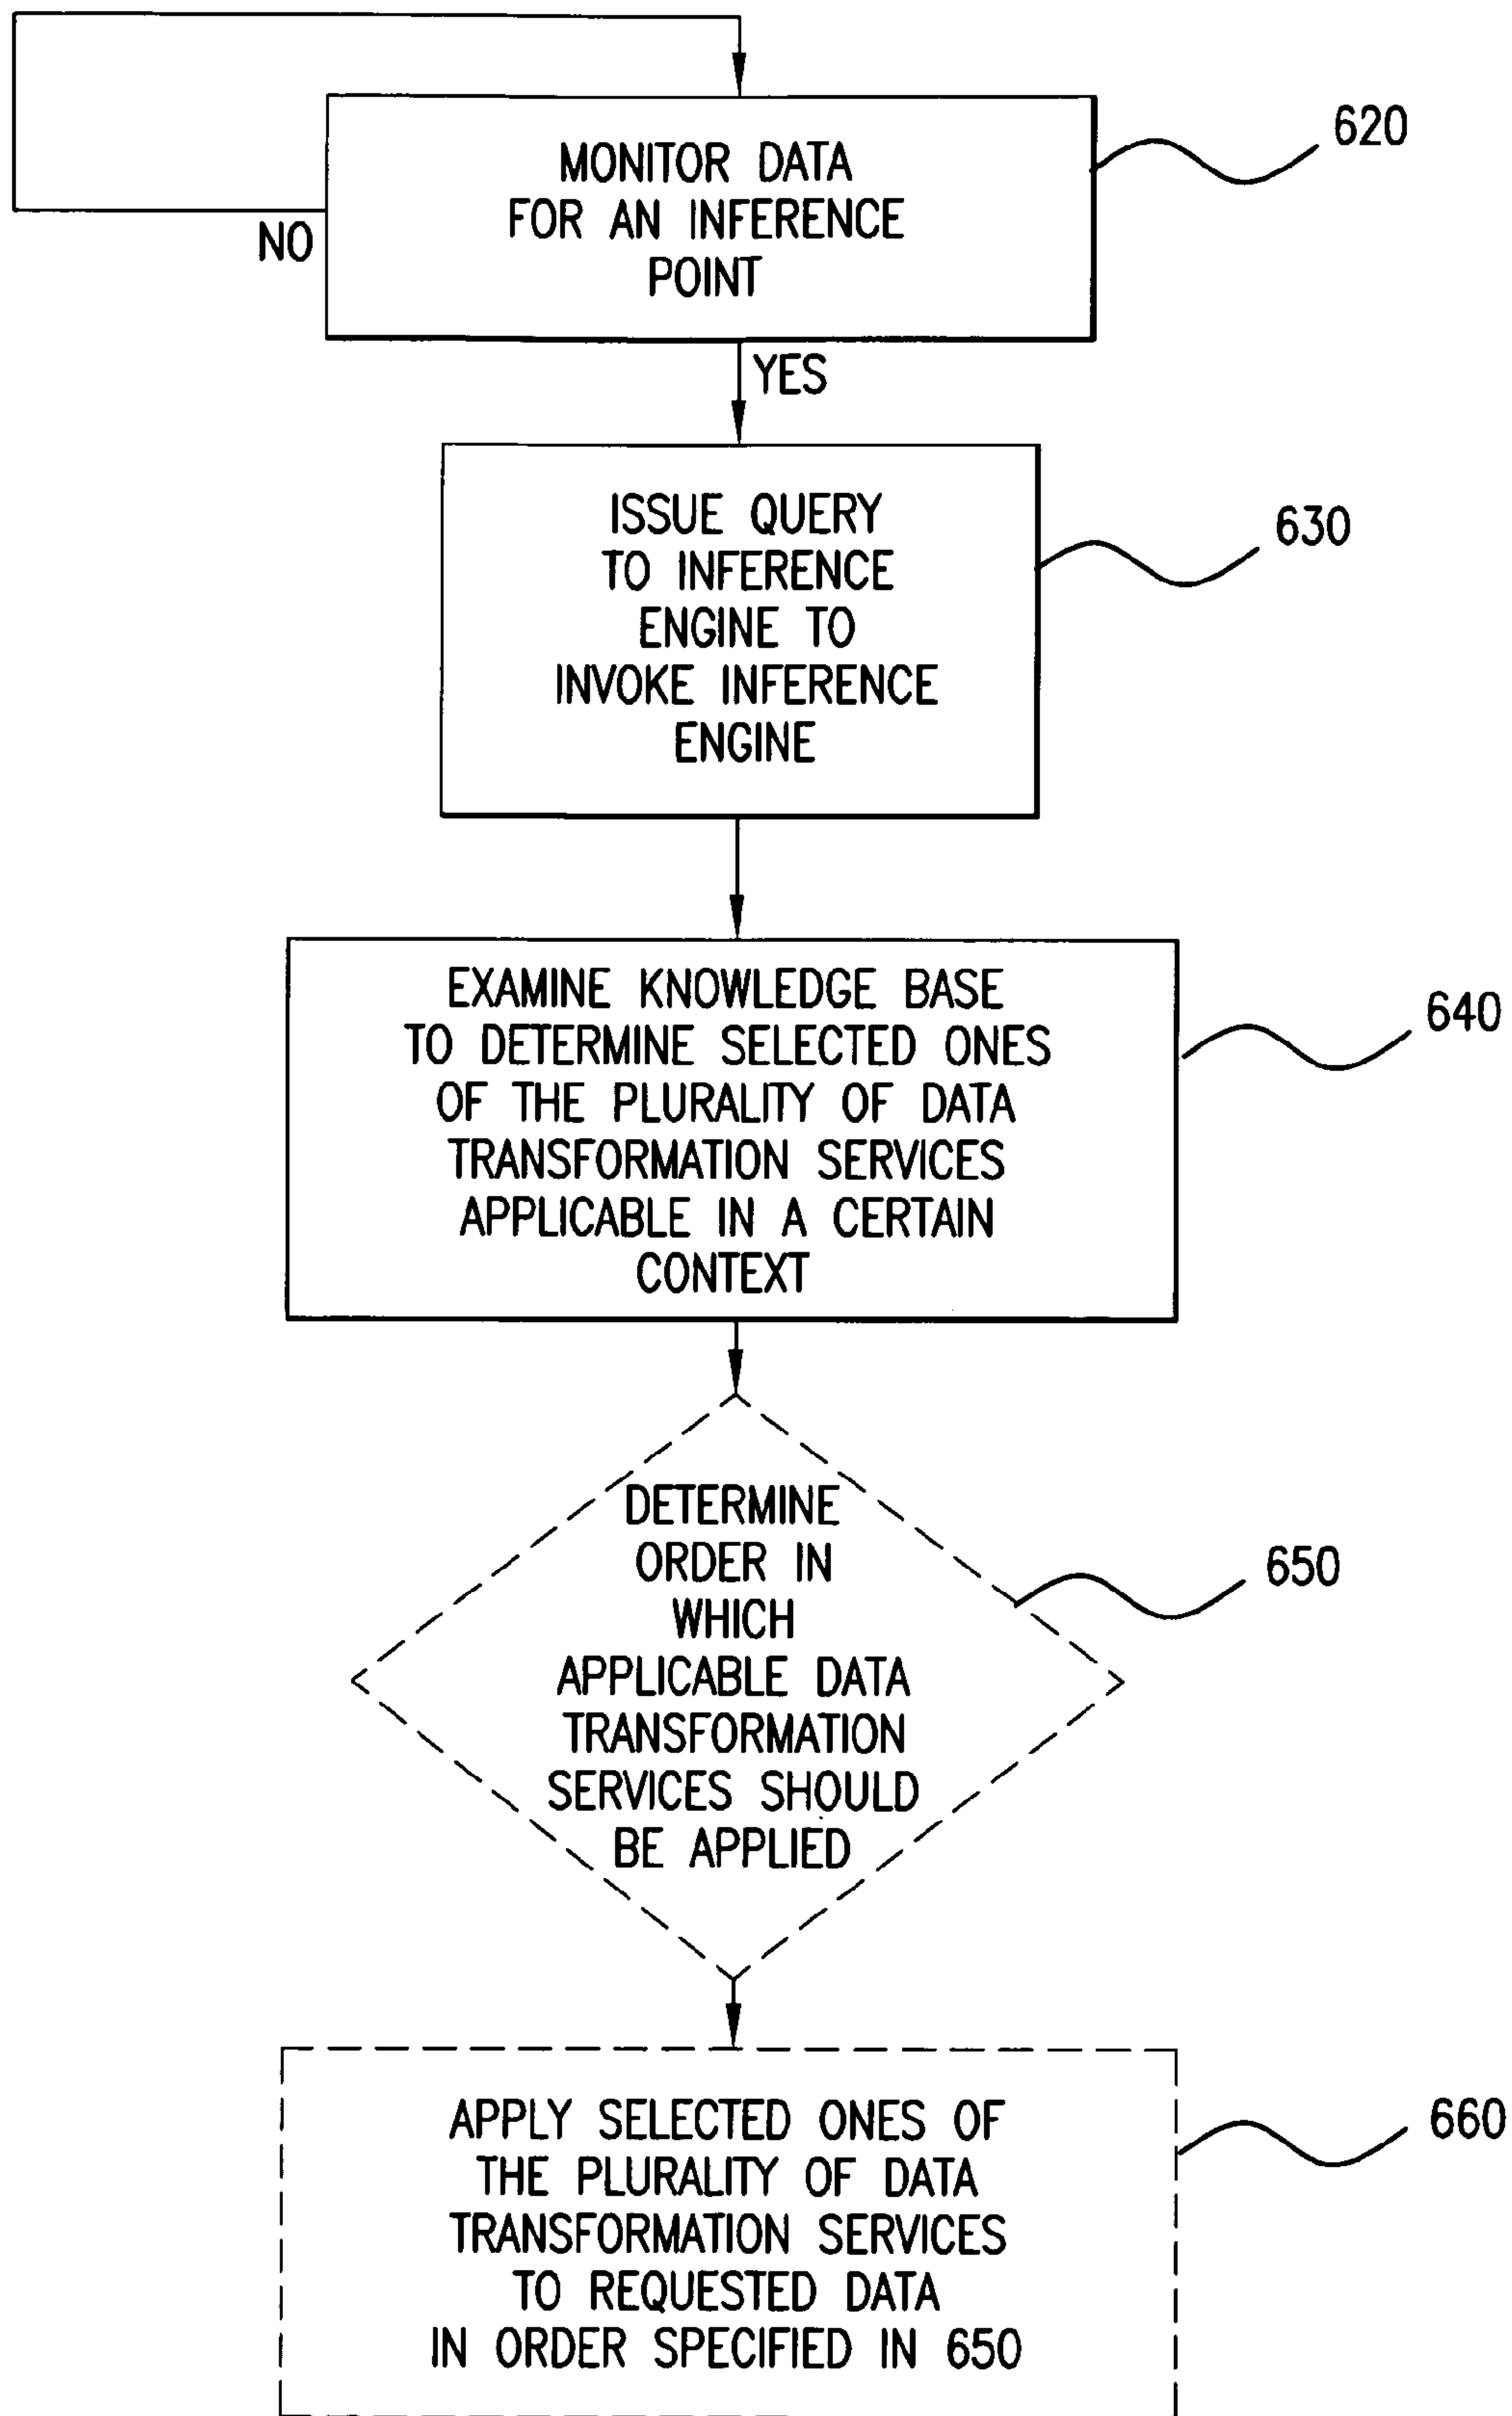 MONITOR DATA
FOR AN INFERENCE
POINT
620
NO
YES
ISSUE QUERY
TO INFERENCE
ENGINE TO
INVOKE INFERENCE
ENGINE
630
EXAMINE KNOWLEDGE BASE
TO DETERMINE SELECTED ONES
OF THE PLURALITY OF DATA
TRANSFORMATION SERVICES
APPLICABLE IN A CERTAIN
CONTEXT
640
DETERMINE
ORDER IN
WHICH
APPLICABLE DATA
TRANSFORMATION
SERVICES SHOULD
BE APPLIED
650
APPLY SELECTED ONES OF
THE PLURALITY OF DATA
TRANSFORMATION SERVICES
TO REQUESTED DATA
IN ORDER SPECIFIED IN 650
660